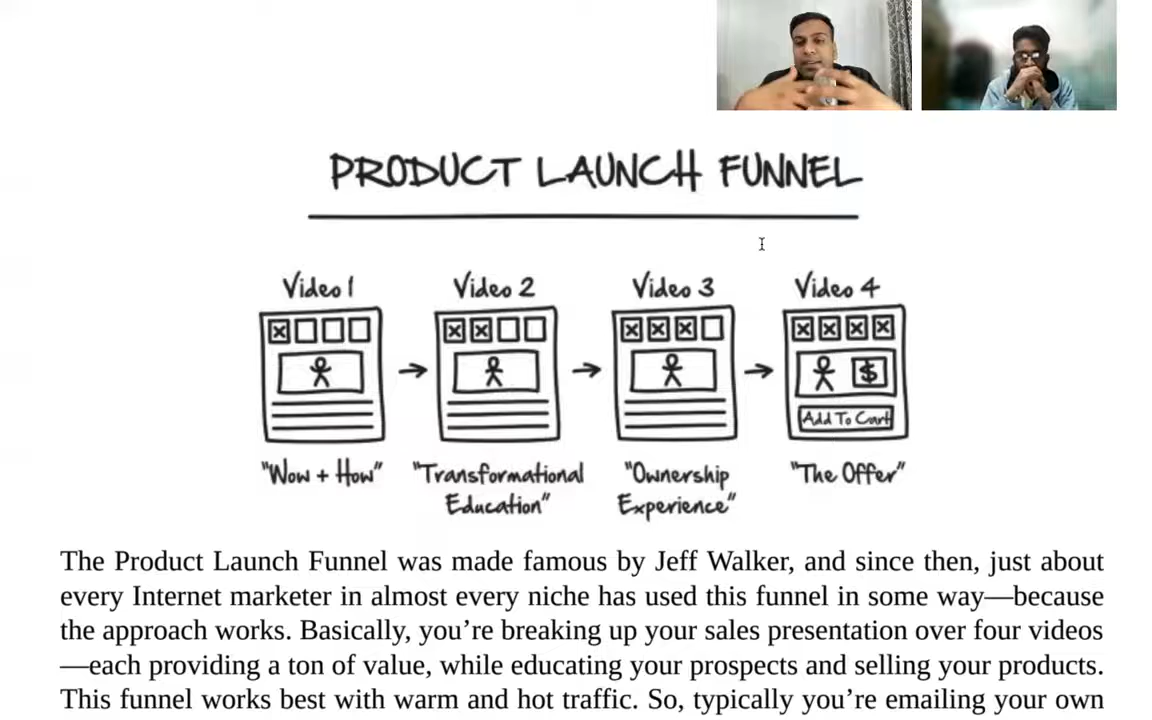 PRODUCT LAUNCH FUNNEL
Video 1 Video 2 Video 3 Video 4
$
Add To Cart
"Wow + How" "Transformational Education" "Ownership Experience" "The Offer"
The Product Launch Funnel was made famous by Jeff Walker, and since then, just about
every Internet marketer in almost every niche has used this funnel in some way—because
the approach works. Basically, you’re breaking up your sales presentation over four videos
—each providing a ton of value, while educating your prospects and selling your products.
This funnel works best with warm and hot traffic. So, typically you’re emailing your own